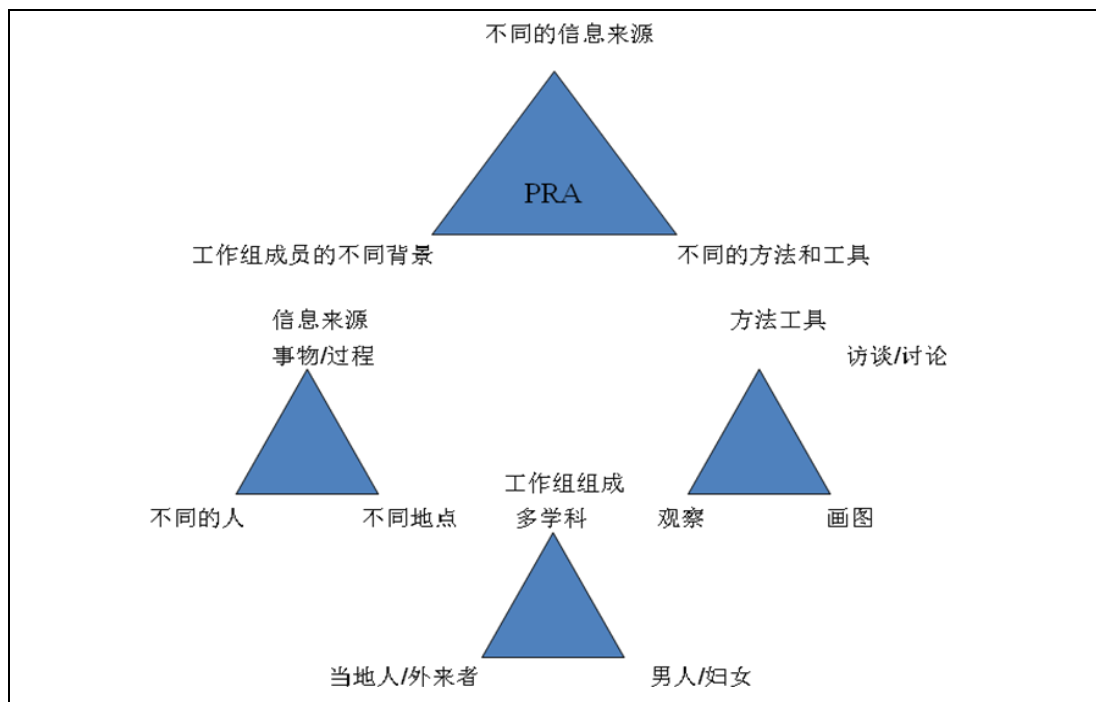 不同的信息来源
PRA
工作组成员的不同背景 不同的方法和工具
信息来源 方法工具
事物/过程 访谈/讨论
工作组组成
不同的人 不同地点 多学科 观察 画图
当地人/外来者 男人/妇女